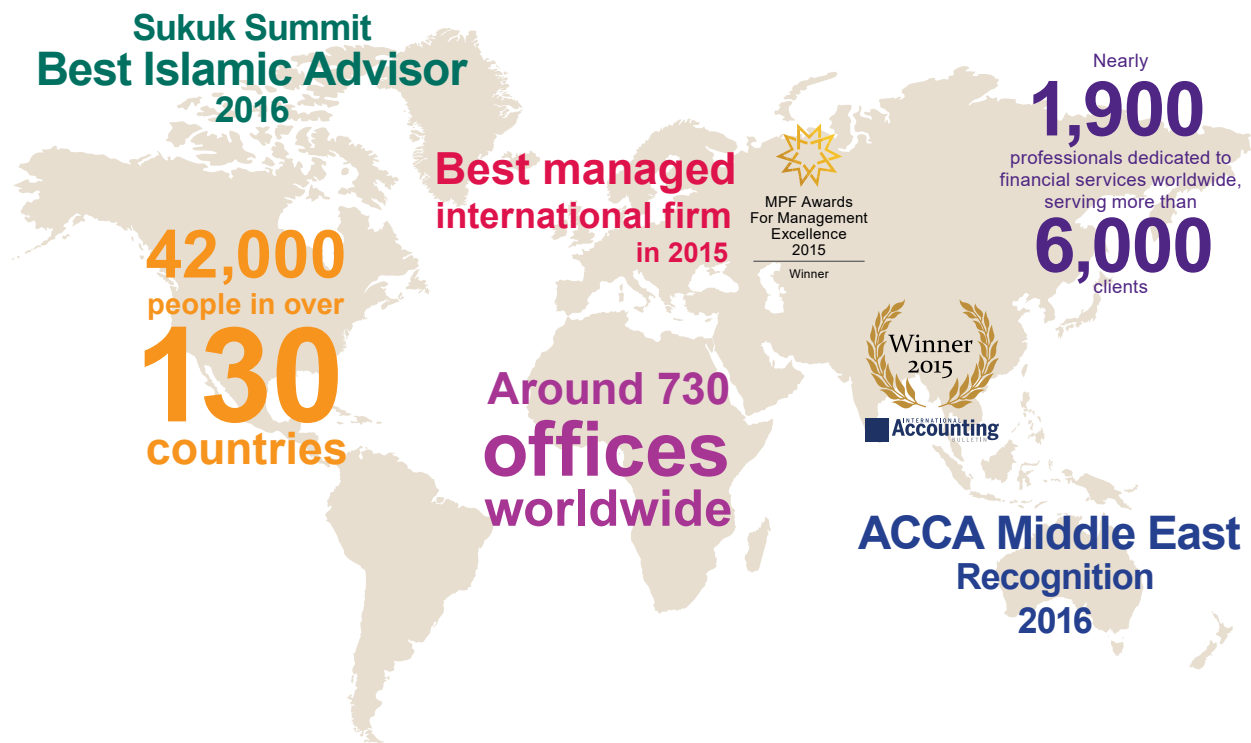 Sukuk Summit
Best Islamic Advisor
2016
Nearly
1,900
professionals dedicated to
financial services worldwide,
serving more than
6,000
clients
Best managed
international firm
in 2015
MPF Awards
For Management
Excellence
2015
Winner
42,000
people in over
130
countries
Winner
2015
INTERNATIONAL
Accounting
BULLETIN
Around 730
offices
worldwide
ACCA Middle East
Recognition
2016